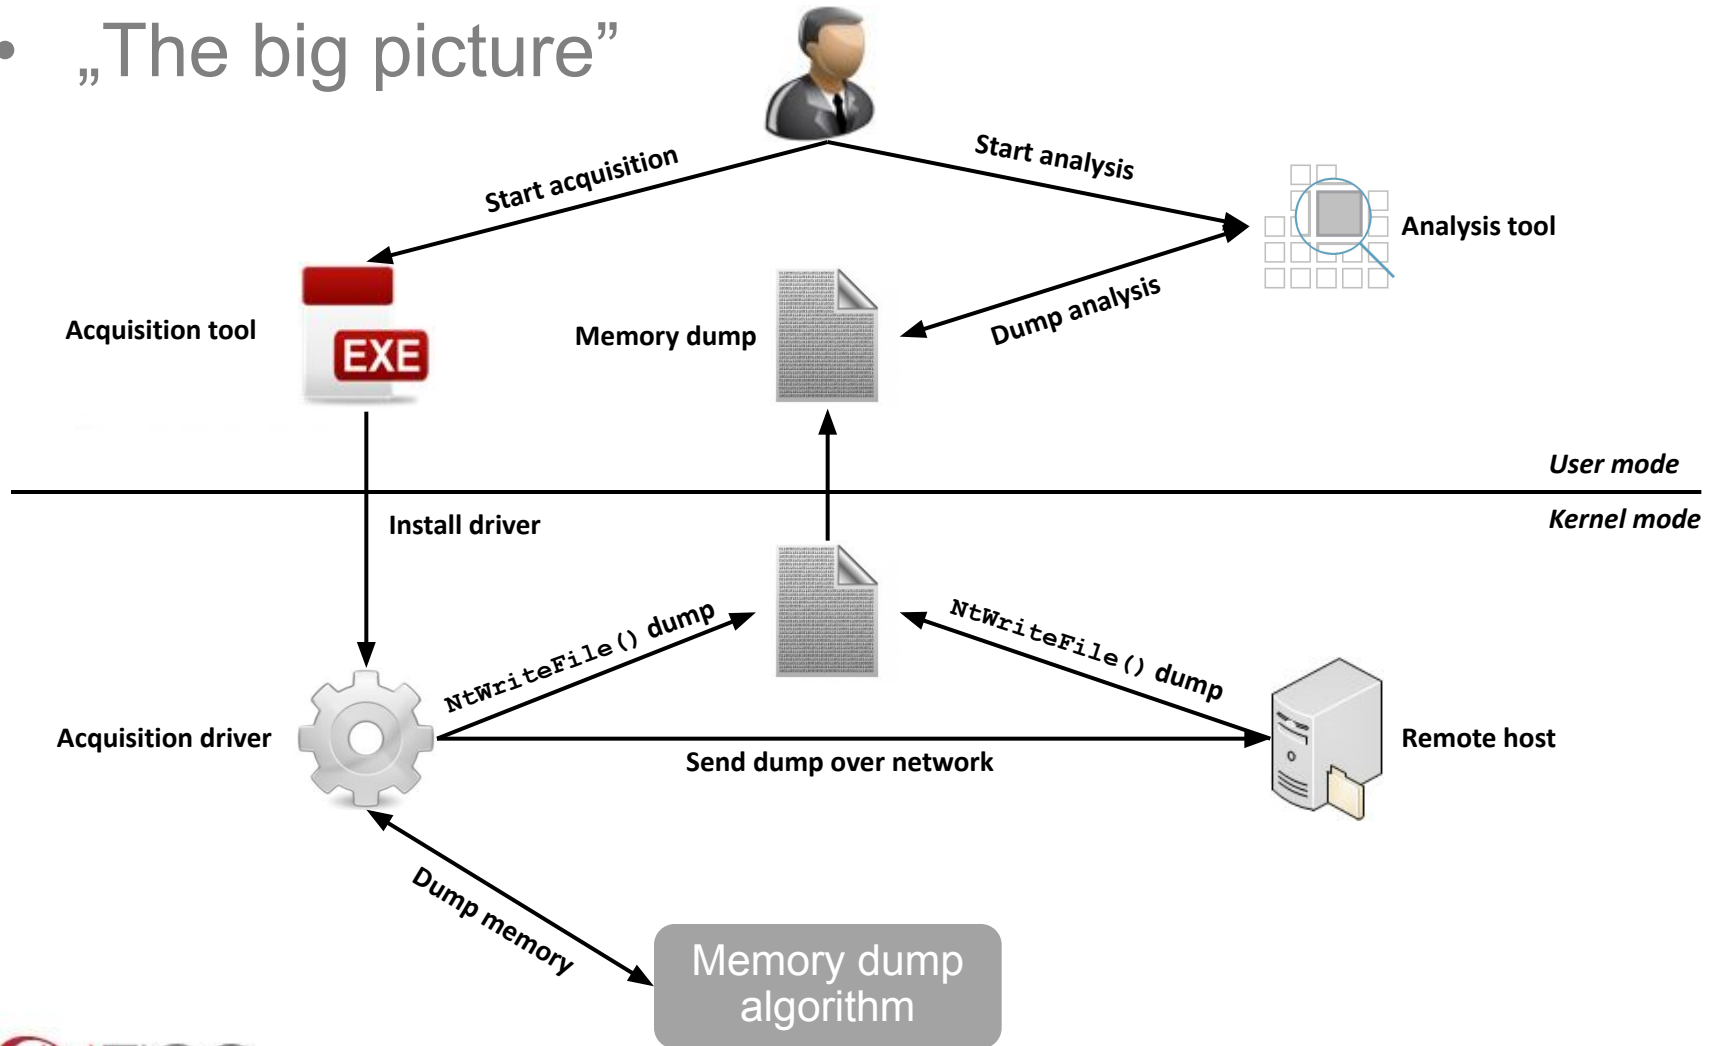 • „The big picture”
Start acquisition
Start analysis
Analysis tool
Acquisition tool
EXE
Memory dump
Dump analysis
User mode
Kernel mode
Install driver
NtWriteFile() dump
NtWriteFile() dump
Acquisition driver
Send dump over network
Remote host
Dump memory
Memory dump
algorithm